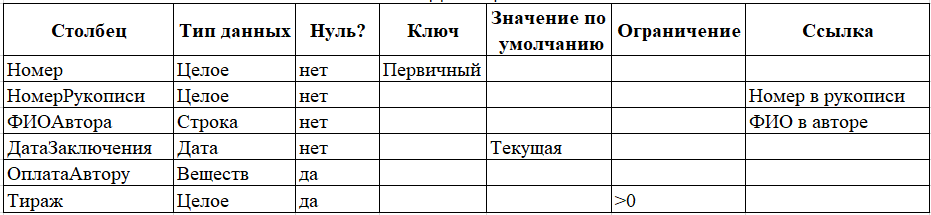 Столбец Тип данных Нуль? Ключ Значение по умолчанию Ограничение Ссылка
Номер Целое нет Первичный
НомерРукописи Целое нет Номер в рукописи
ФИОАвтора Строка нет ФИО в авторе
ДатаЗаключения Дата нет Текущая
ОплатаАвтору Веществ да
Тираж Целое да >0